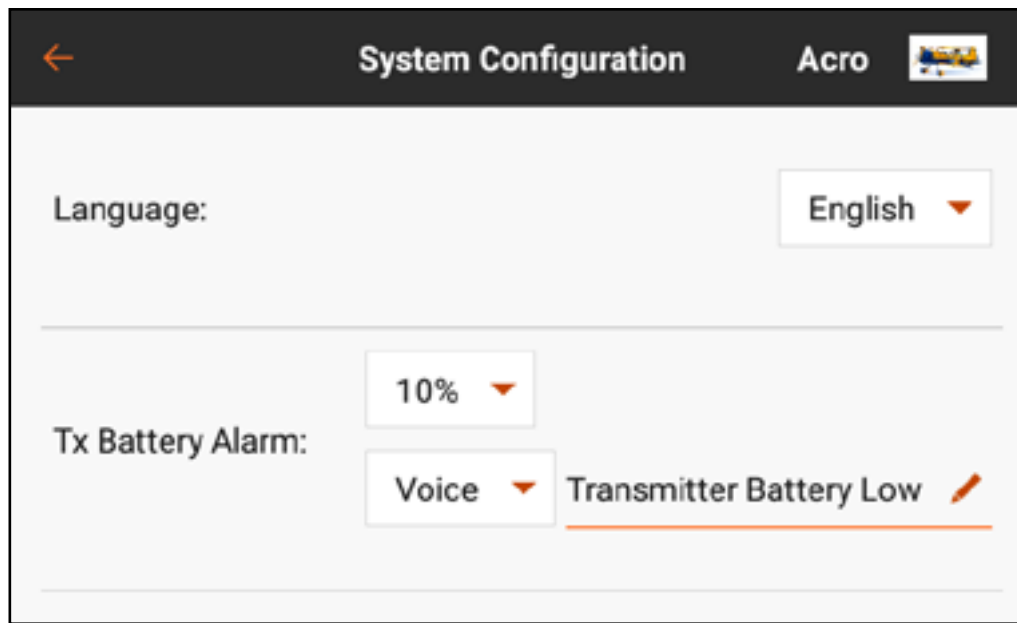 System Configuration Acro
Language: English
10%
Tx Battery Alarm:
Voice Transmitter Battery Low